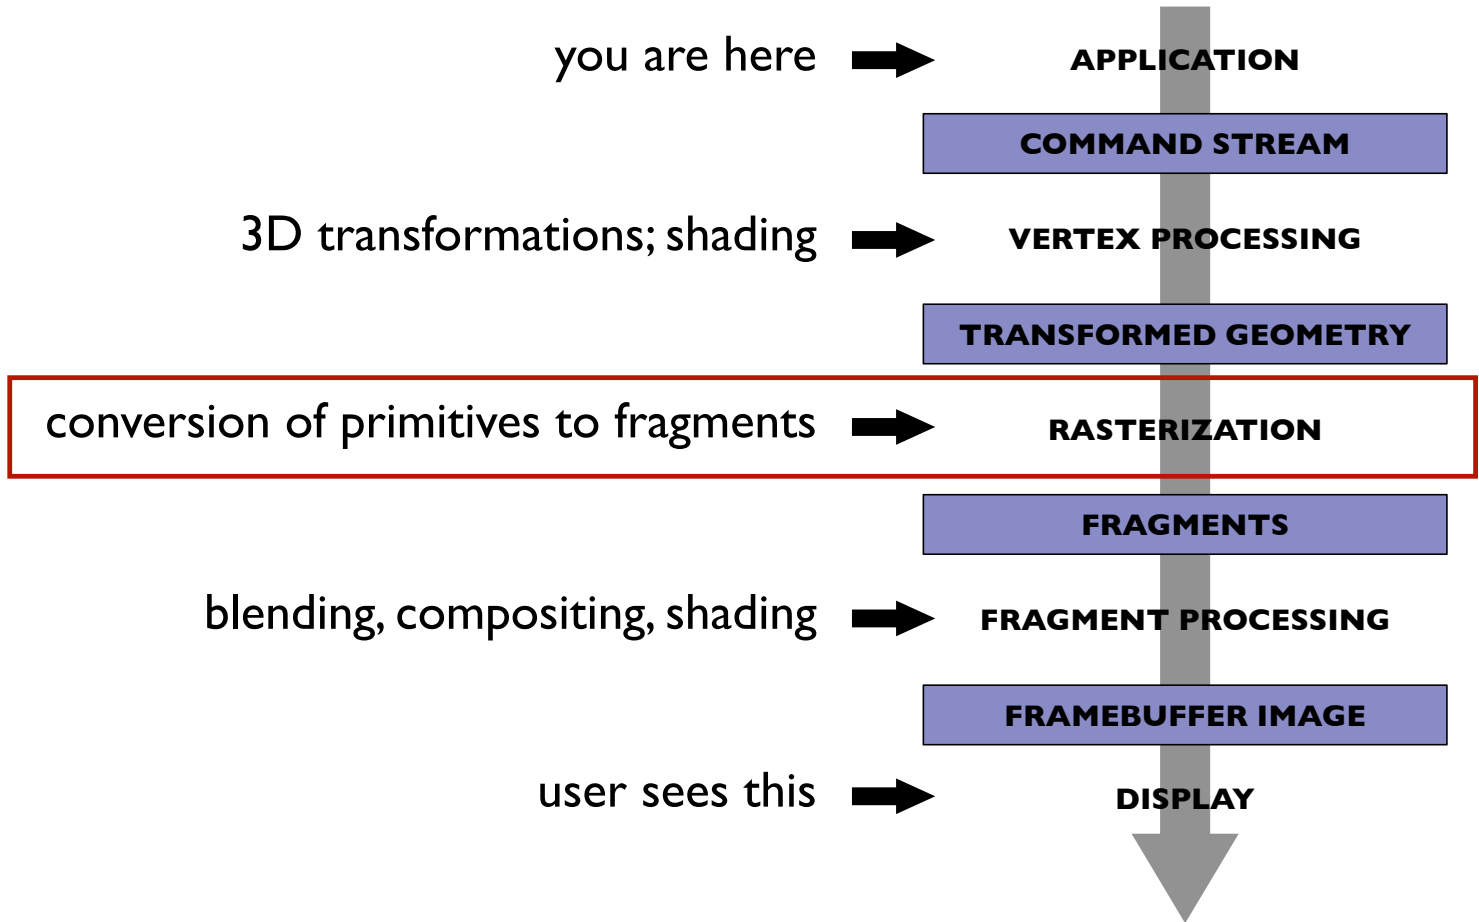 you are here APPLICATION
COMMAND STREAM
3D transformations; shading VERTEX PROCESSING
TRANSFORMED GEOMETRY
conversion of primitives to fragments RASTERIZATION
FRAGMENTS
blending, compositing, shading FRAGMENT PROCESSING
FRAMEBUFFER IMAGE
user sees this DISPLAY